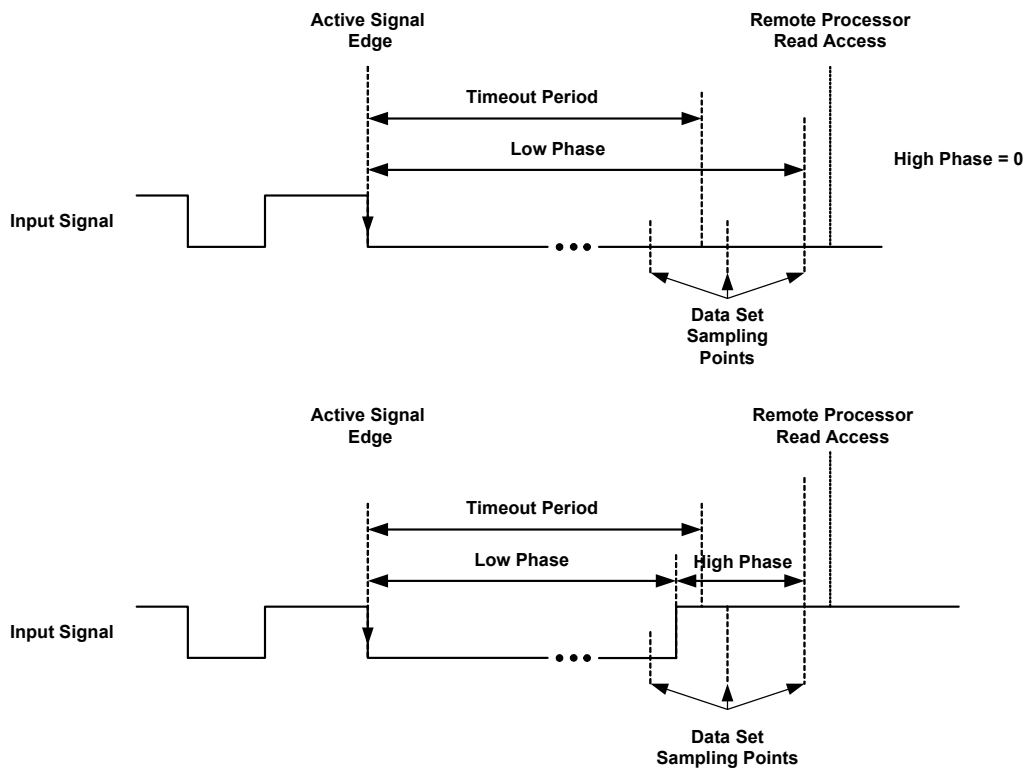 Active Signal
Edge
Remote Processor
Read Access
Timeout Period
Low Phase
High Phase = 0
Input Signal
Data Set
Sampling
Points
Active Signal
Edge
Remote Processor
Read Access
Timeout Period
Low Phase
High Phase
Input Signal
Data Set
Sampling Points